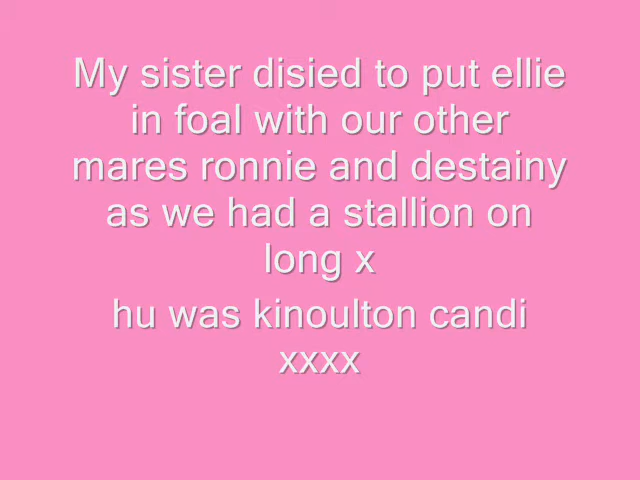 My sister disied to put ellie
in foal with our other
mares ronnie and destainy
as we had a stallion on
long x
hu was kinoulton candi
xxxx